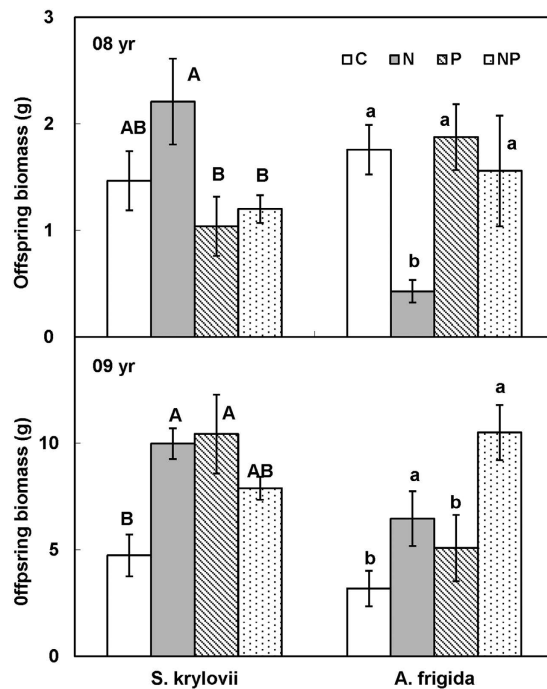 3
08 yr
C N P NP
A
AB
B B
a
a
a
b
2
1
0
Offspring biomass (g)
09 yr
A
A
AB
B
a
a
b
b
10
5
0
0ffpsring biomass (g)
S. krylovii A. frigida